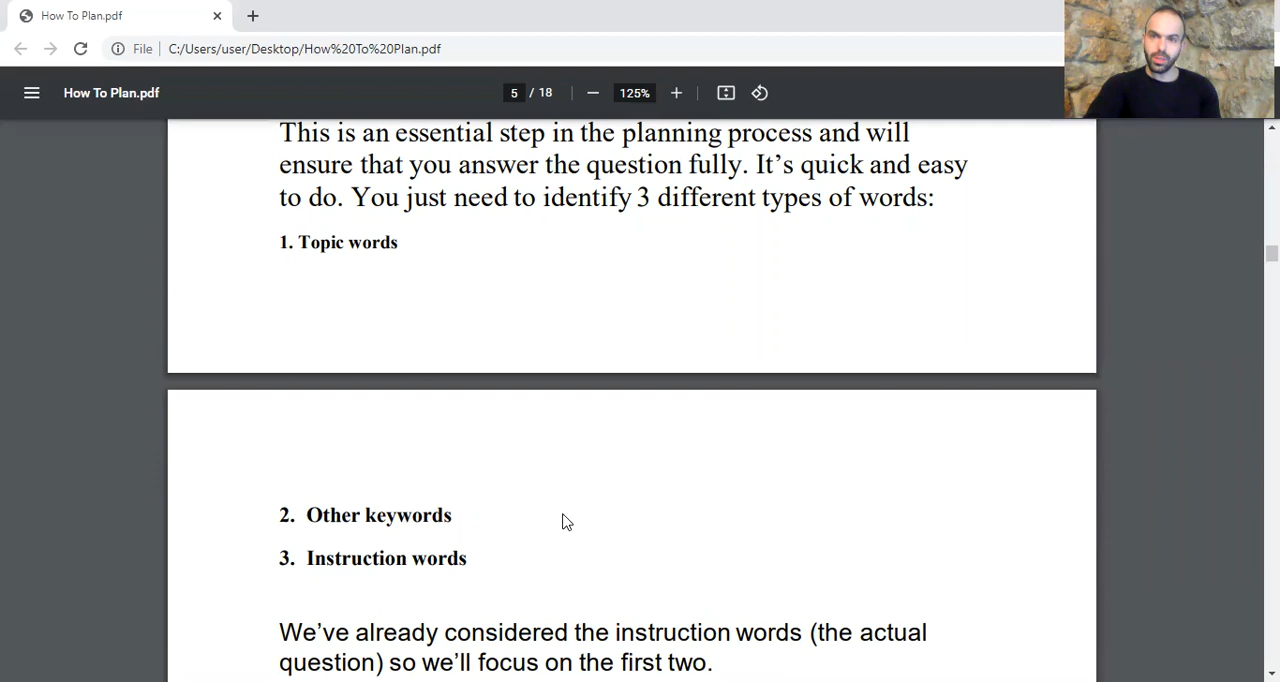 How To Plan.pdf
File
C:/Users/user/Desktop/How%20To%20Plan.pdf
How To Plan.pdf
5 / 18
125%
This is an essential step in the planning process and will
ensure that you answer the question fully. It’s quick and easy
to do. You just need to identify 3 different types of words:
1. Topic words
2. Other keywords
3. Instruction words
We’ve already considered the instruction words (the actual
question) so we’ll focus on the first two.